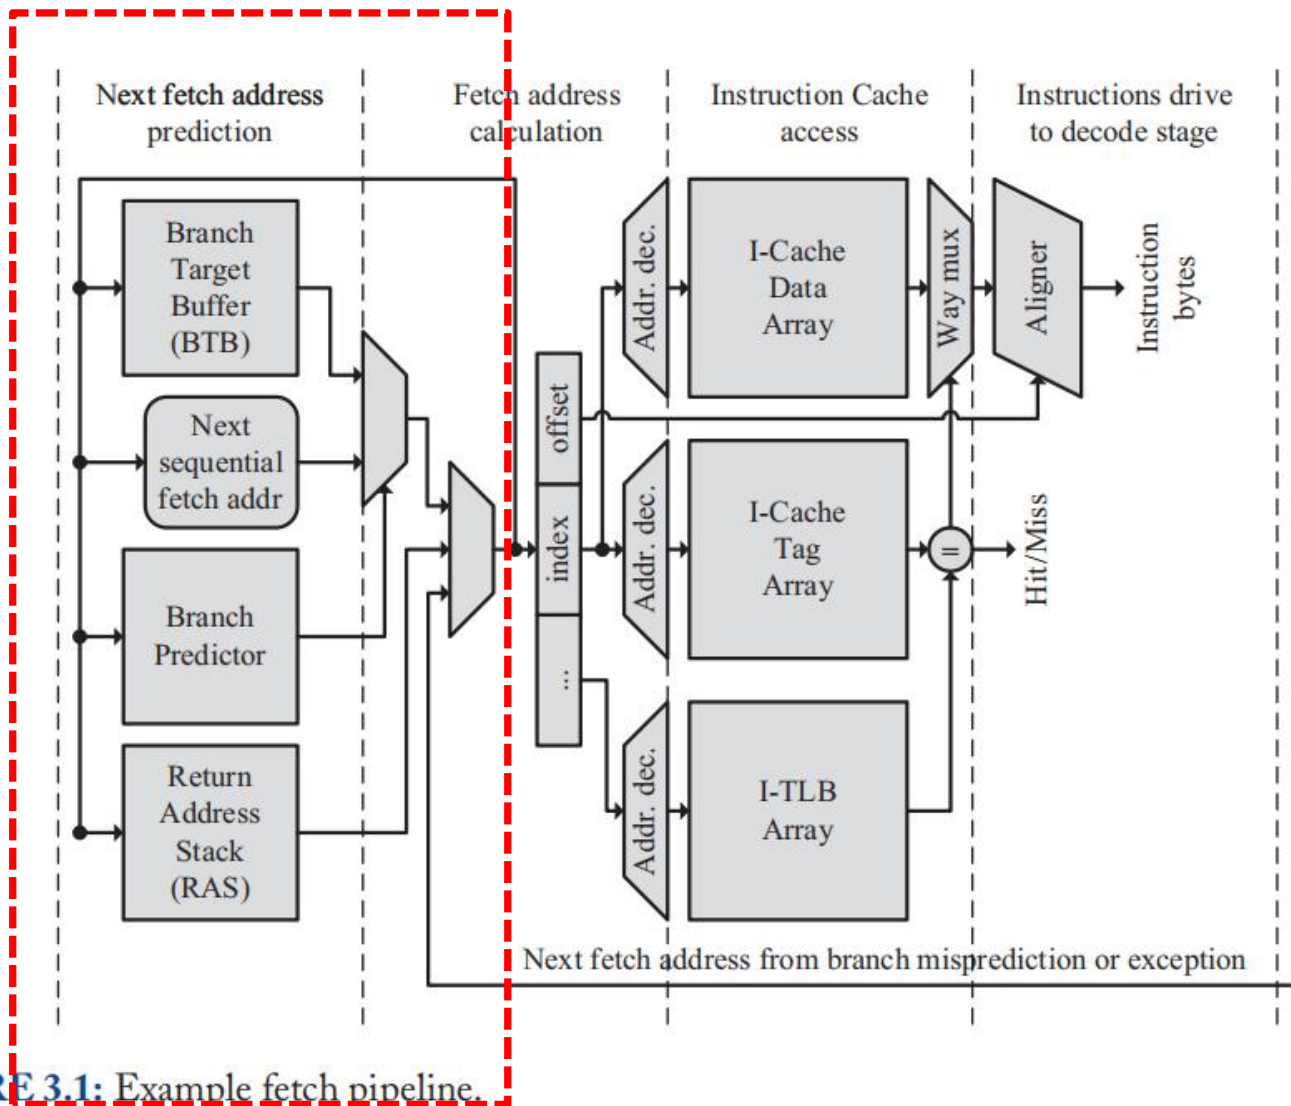 Next fetch address
prediction
Fetch address
calculation
Instruction Cache
access
Instructions drive
to decode stage
Branch
Target
Buffer
(BTB)
Next
sequential
fetch addr
Branch
Predictor
Return
Address
Stack
(RAS)
offset
index
...
Addr. dec.
I-Cache
Data
Array
Way mux
Aligner
Instruction
bytes
Addr. dec.
I-Cache
Tag
Array
=
Hit/Miss
Addr. dec.
I-TLB
Array
Next fetch address from branch misprediction or exception
RE 3.1: Example fetch pipeline.